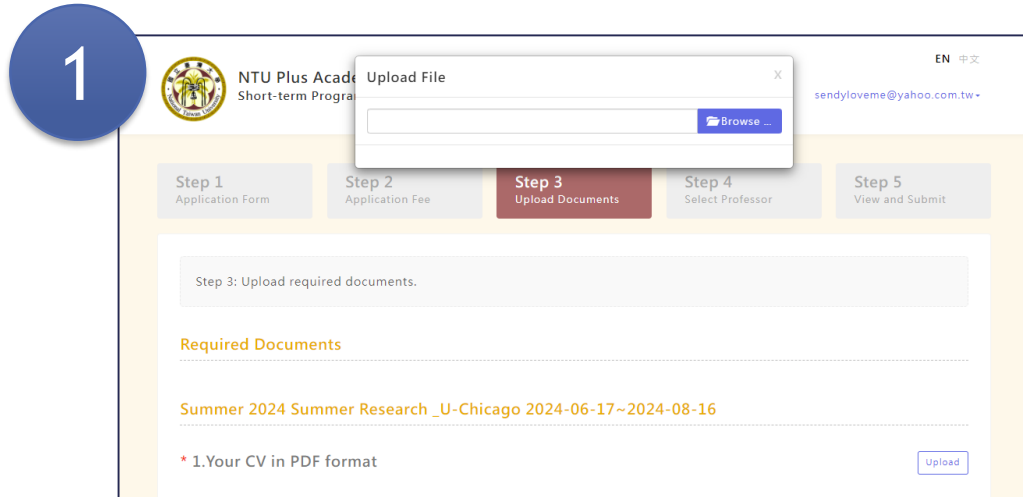 1
EN 中文
NTU Plus Acade
Short-term Progra
sendyloveme@yahoo.com.tw
Upload File
X
Browse ...
Step 1
Application Form
Step 2
Application Fee
Step 3
Upload Documents
Step 4
Select Professor
Step 5
View and Submit
Step 3: Upload required documents.
Required Documents
Summer 2024 Summer Research _U-Chicago 2024-06-17~2024-08-16
* 1.Your CV in PDF format
Upload